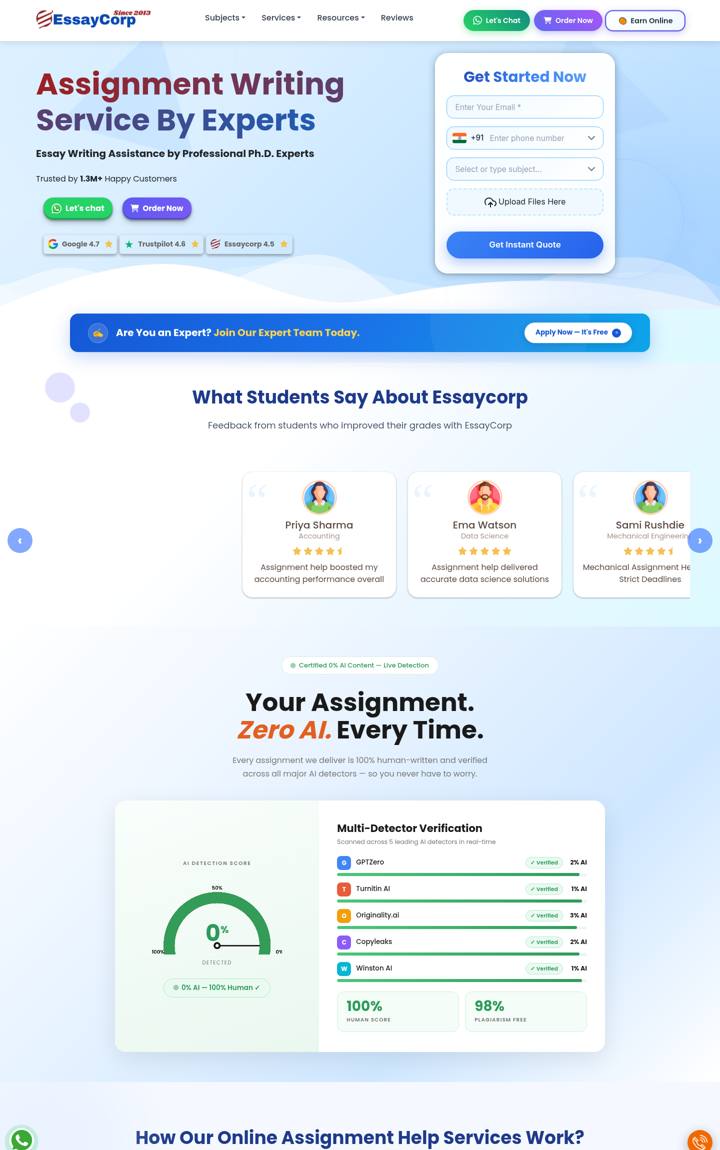 Since 2013
EssayCorp
Subjects
Services
Resources
Reviews
Let's Chat
Order Now
Earn Online
Assignment Writing
Service By Experts
Essay Writing Assistance by Professional Ph.D. Experts
Trusted by 1.3M+ Happy Customers
Let's chat
Order Now
Google 4.7
Trustpilot 4.6
Essaycorp 4.5
Get Started Now
Enter Your Email *
+91 Enter phone number
Select or type subject...
Upload Files Here
Get Instant Quote
Are You an Expert? Join Our Expert Team Today.
Apply Now — It's Free
What Students Say About Essaycorp
Feedback from students who improved their grades with EssayCorp
Priya Sharma
Accounting
Assignment help boosted my
accounting performance overall
Ema Watson
Data Science
Assignment help delivered
accurate data science solutions
Sami Rushdie
Mechanical Engineerin
Mechanical Assignment He
Strict Deadlines
Certified 0% AI Content — Live Detection
Your Assignment.
Zero AI. Every Time.
Every assignment we deliver is 100% human-written and verified
across all major AI detectors — so you never have to worry.
AI DETECTION SCORE
50%
100%
0%
0%
DETECTED
0% AI — 100% Human ✓
Multi-Detector Verification
Scanned across 5 leading AI detectors in real-time
G GPTZero ✓ Verified 2% AI
T Turnitin AI ✓ Verified 1% AI
O Originality.ai ✓ Verified 3% AI
C Copyleaks ✓ Verified 2% AI
W Winston AI ✓ Verified 1% AI
100%
HUMAN SCORE
98%
PLAGIARISM FREE
How Our Online Assignment Help Services Work?